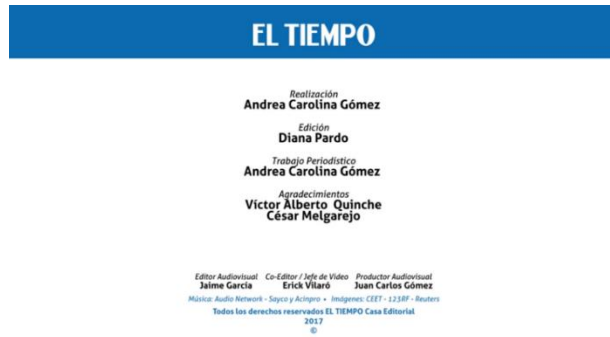 EL TIEMPO
Realización
Andrea Carolina Gómez
Edición
Diana Pardo
Trabajo Periodístico
Andrea Carolina Gómez
Agradecimientos
Víctor Alberto Quinche
César Melgarejo
Editor Audiovisual Co-Editor / Jefe de Video Productor Audiovisual
Jaime García Erick Vilaró Juan Carlos Gómez
Música: Audio Network - Sayco y Acinpro • Imágenes: CEET - 123RF - Reuters
Todos los derechos reservados EL TIEMPO Casa Editorial
2017
©